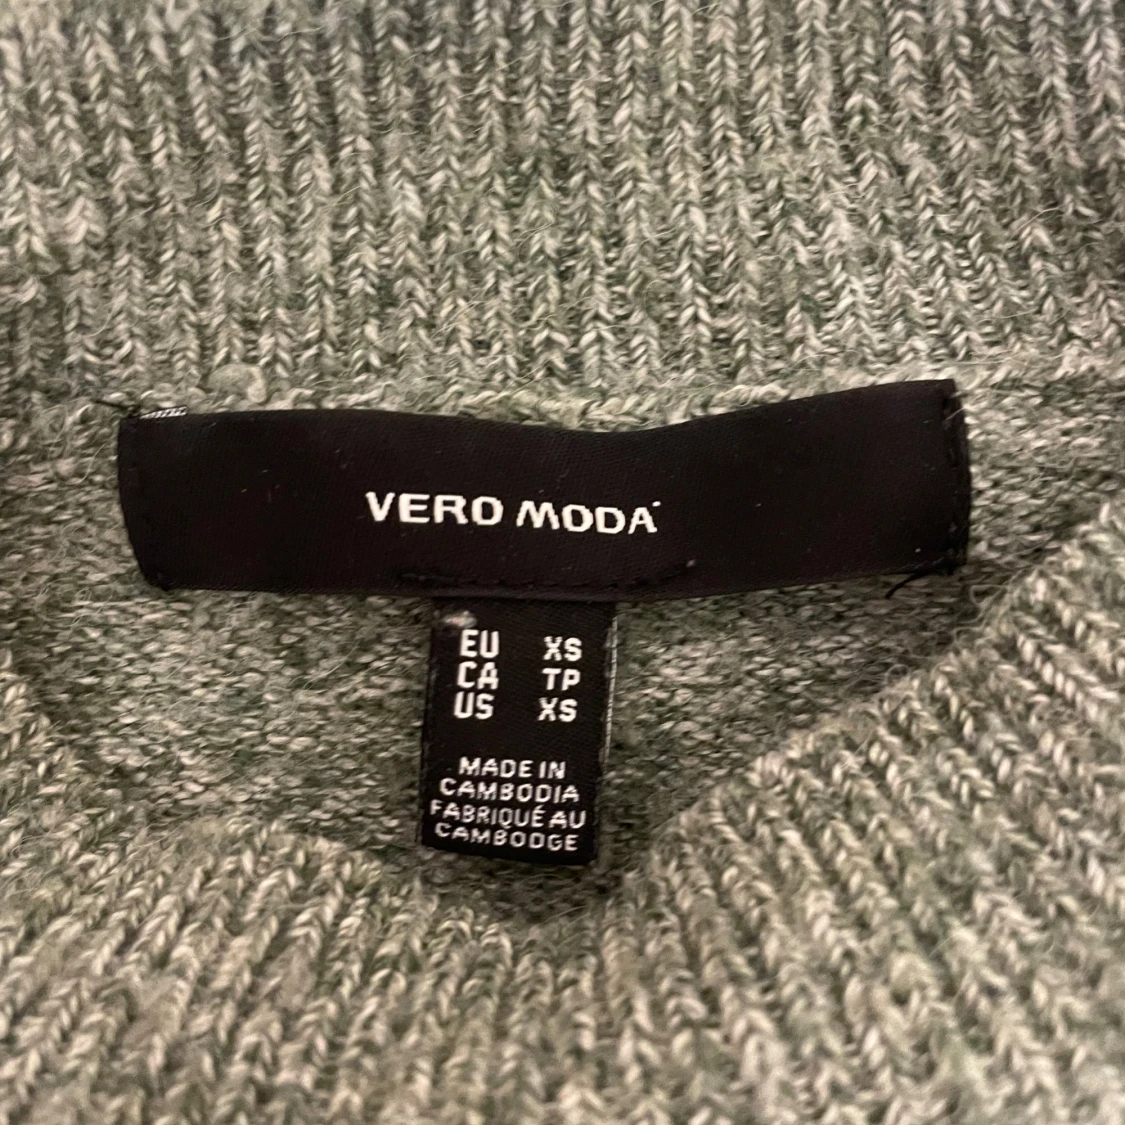 VERO MODA
EU XS
CA TP
US XS
MADE IN
CAMBODIA
FABRIQUÉ AU
CAMBODGE